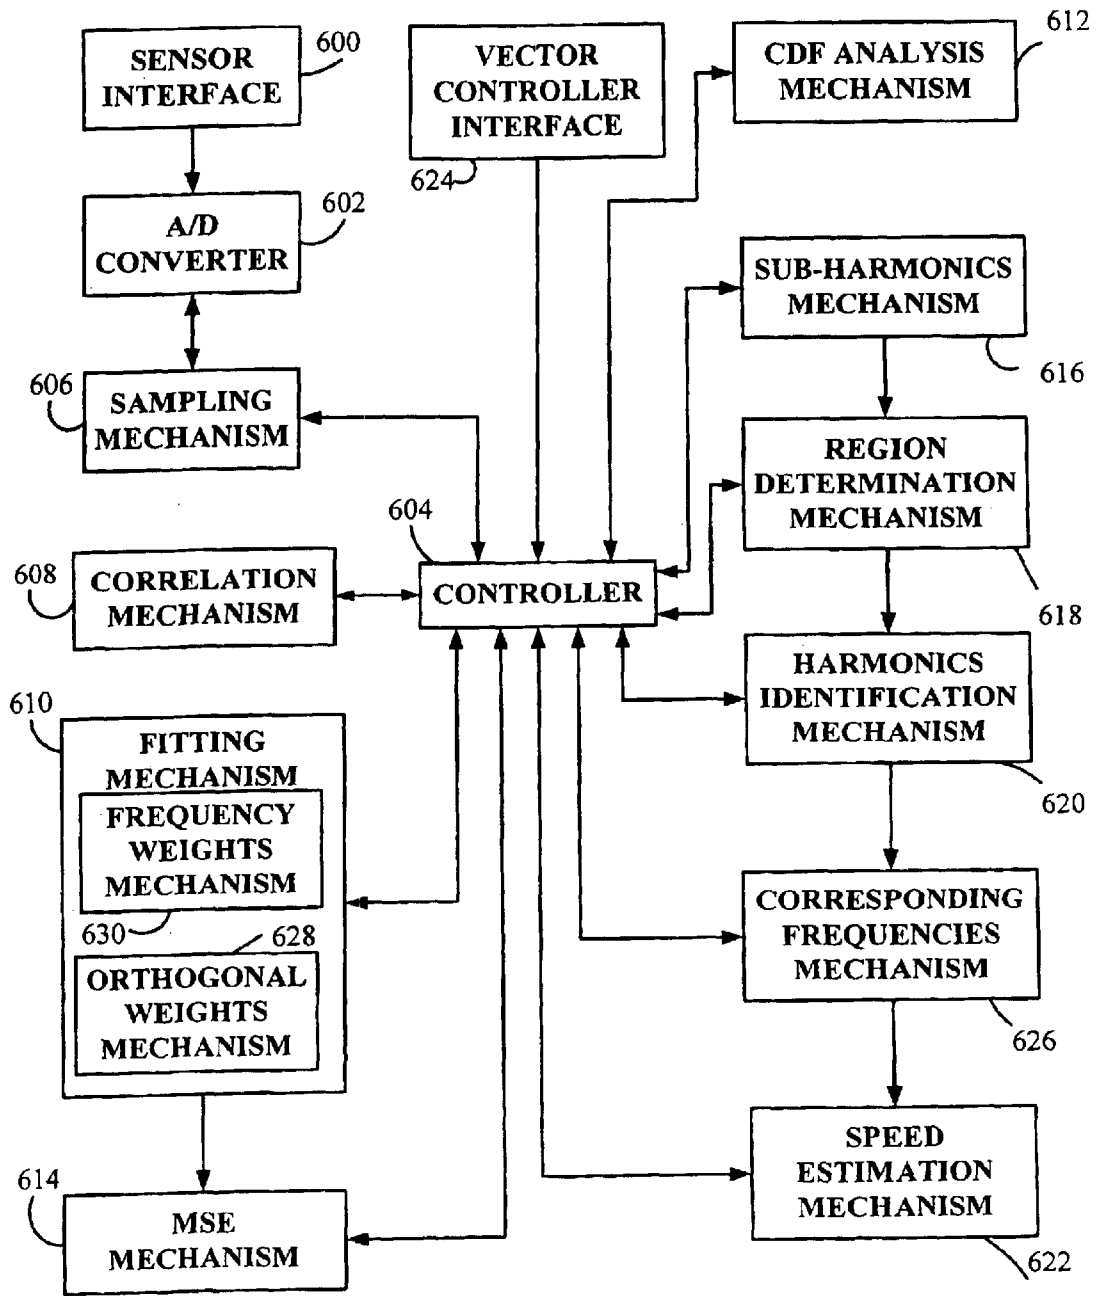 SENSOR
INTERFACE
600
VECTOR
CONTROLLER
INTERFACE
624
CDF ANALYSIS
MECHANISM
612
A/D
CONVERTER
602
SUB-HARMONICS
MECHANISM
616
606
SAMPLING
MECHANISM
REGION
DETERMINATION
MECHANISM
618
604
CONTROLLER
608
CORRELATION
MECHANISM
HARMONICS
IDENTIFICATION
MECHANISM
620
610
FITTING
MECHANISM
FREQUENCY
WEIGHTS
MECHANISM
630
628
ORTHOGONAL
WEIGHTS
MECHANISM
CORRESPONDING
FREQUENCIES
MECHANISM
626
614
MSE
MECHANISM
SPEED
ESTIMATION
MECHANISM
622